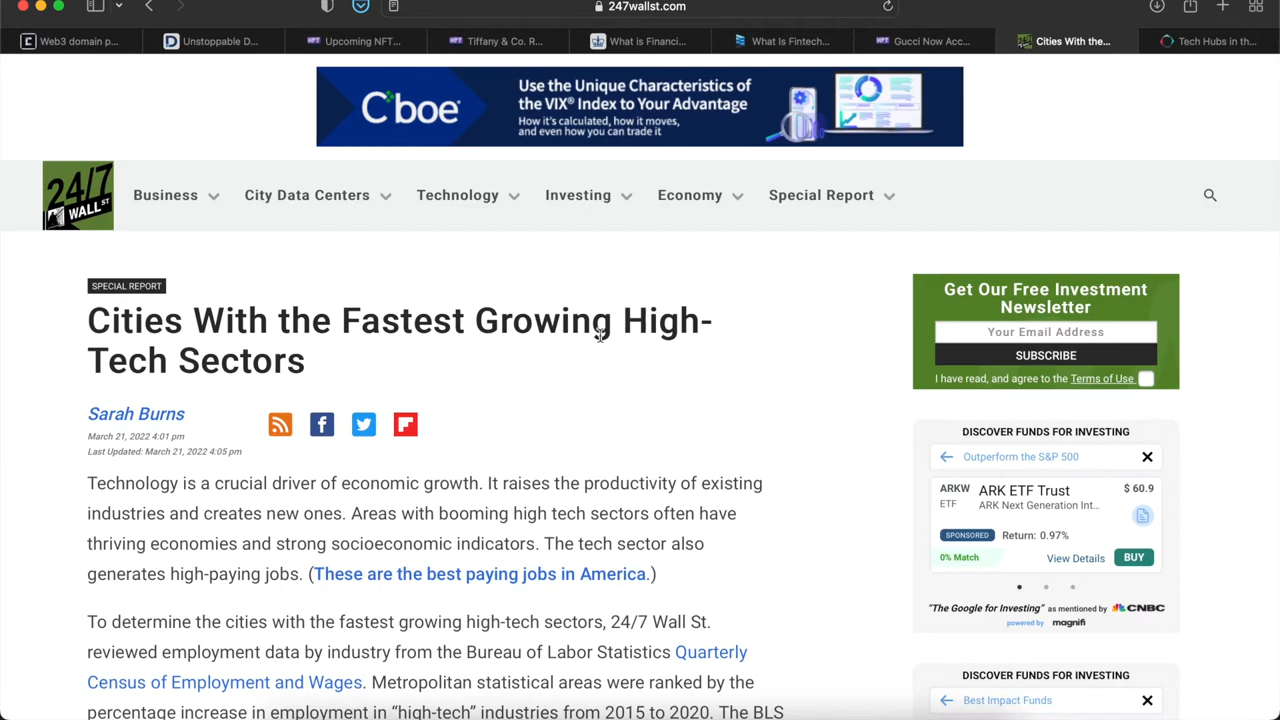 247wallst.com
Web3 domain p...
Unstoppable D...
Upcoming NFT...
Tiffany & Co. R...
What is Financi...
What Is Fintech...
Gucci Now Acc...
Cities With the...
Tech Hubs in th...
Cboe
Use the Unique Characteristics of
the VIX® Index to Your Advantage
How it's calculated, how it moves,
and even how you can trade it
24/7
WALL ST
Business
City Data Centers
Technology
Investing
Economy
Special Report
SPECIAL REPORT
Cities With the Fastest Growing High-
Tech Sectors
Sarah Burns
March 21, 2022 4:01 pm
Last Updated: March 21, 2022 4:05 pm
Technology is a crucial driver of economic growth. It raises the productivity of existing
industries and creates new ones. Areas with booming high tech sectors often have
thriving economies and strong socioeconomic indicators. The tech sector also
generates high-paying jobs. (These are the best paying jobs in America.)
To determine the cities with the fastest growing high-tech sectors, 24/7 Wall St.
reviewed employment data by industry from the Bureau of Labor Statistics Quarterly
Census of Employment and Wages. Metropolitan statistical areas were ranked by the
percentage increase in employment in “high-tech” industries from 2015 to 2020. The BLS
Get Our Free Investment
Newsletter
Your Email Address
SUBSCRIBE
I have read, and agree to the Terms of Use
DISCOVER FUNDS FOR INVESTING
Outperform the S&P 500
ARKW
ETF
ARK ETF Trust
ARK Next Generation Int...
$ 60.9
SPONSORED
Return: 0.97%
0% Match
View Details
BUY
“The Google for Investing” as mentioned by CNBC
powered by magnifi
DISCOVER FUNDS FOR INVESTING
Best Impact Funds